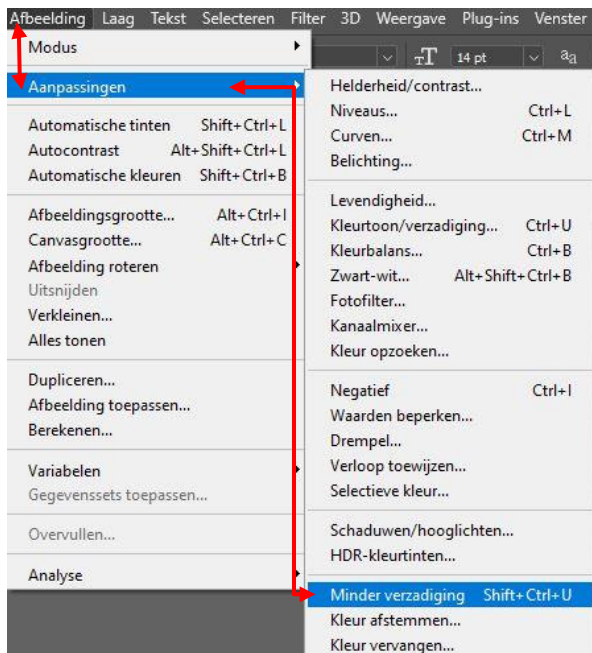 Afbeelding Laag Tekst Selecteren Filter 3D Weergave Plug-ins Venster
Modus
Aanpassingen
Automatische tinten Shift+Ctrl+L
Autocontrast Alt+Shift+Ctrl+L
Automatische kleuren Shift+Ctrl+B
Afbeeldingsgrootte... Alt+Ctrl+I
Canvasgrootte... Alt+Ctrl+C
Afbeelding roteren
Uitsnijden
Verkleinen...
Alles tonen
Dupliceren...
Afbeelding toepassen...
Berekenen...
Variabelen
Gegevenssets toepassen...
Overvullen...
Analyse
TT 14 pt aa
Helderheid/contrast...
Niveaus... Ctrl+L
Curven... Ctrl+M
Belichting...
Levendigheid...
Kleurtoon/verzadiging... Ctrl+U
Kleurbalans... Ctrl+B
Zwart-wit... Alt+Shift+Ctrl+B
Fotofilter...
Kanaalmixer...
Kleur opzoeken...
Negatief Ctrl+I
Waarden beperken...
Drempel...
Verloop toewijzen...
Selectieve kleur...
Schaduwen/hooglichten...
HDR-kleurtinten...
Minder verzadiging Shift+Ctrl+U
Kleur afstemmen...
Kleur vervangen...